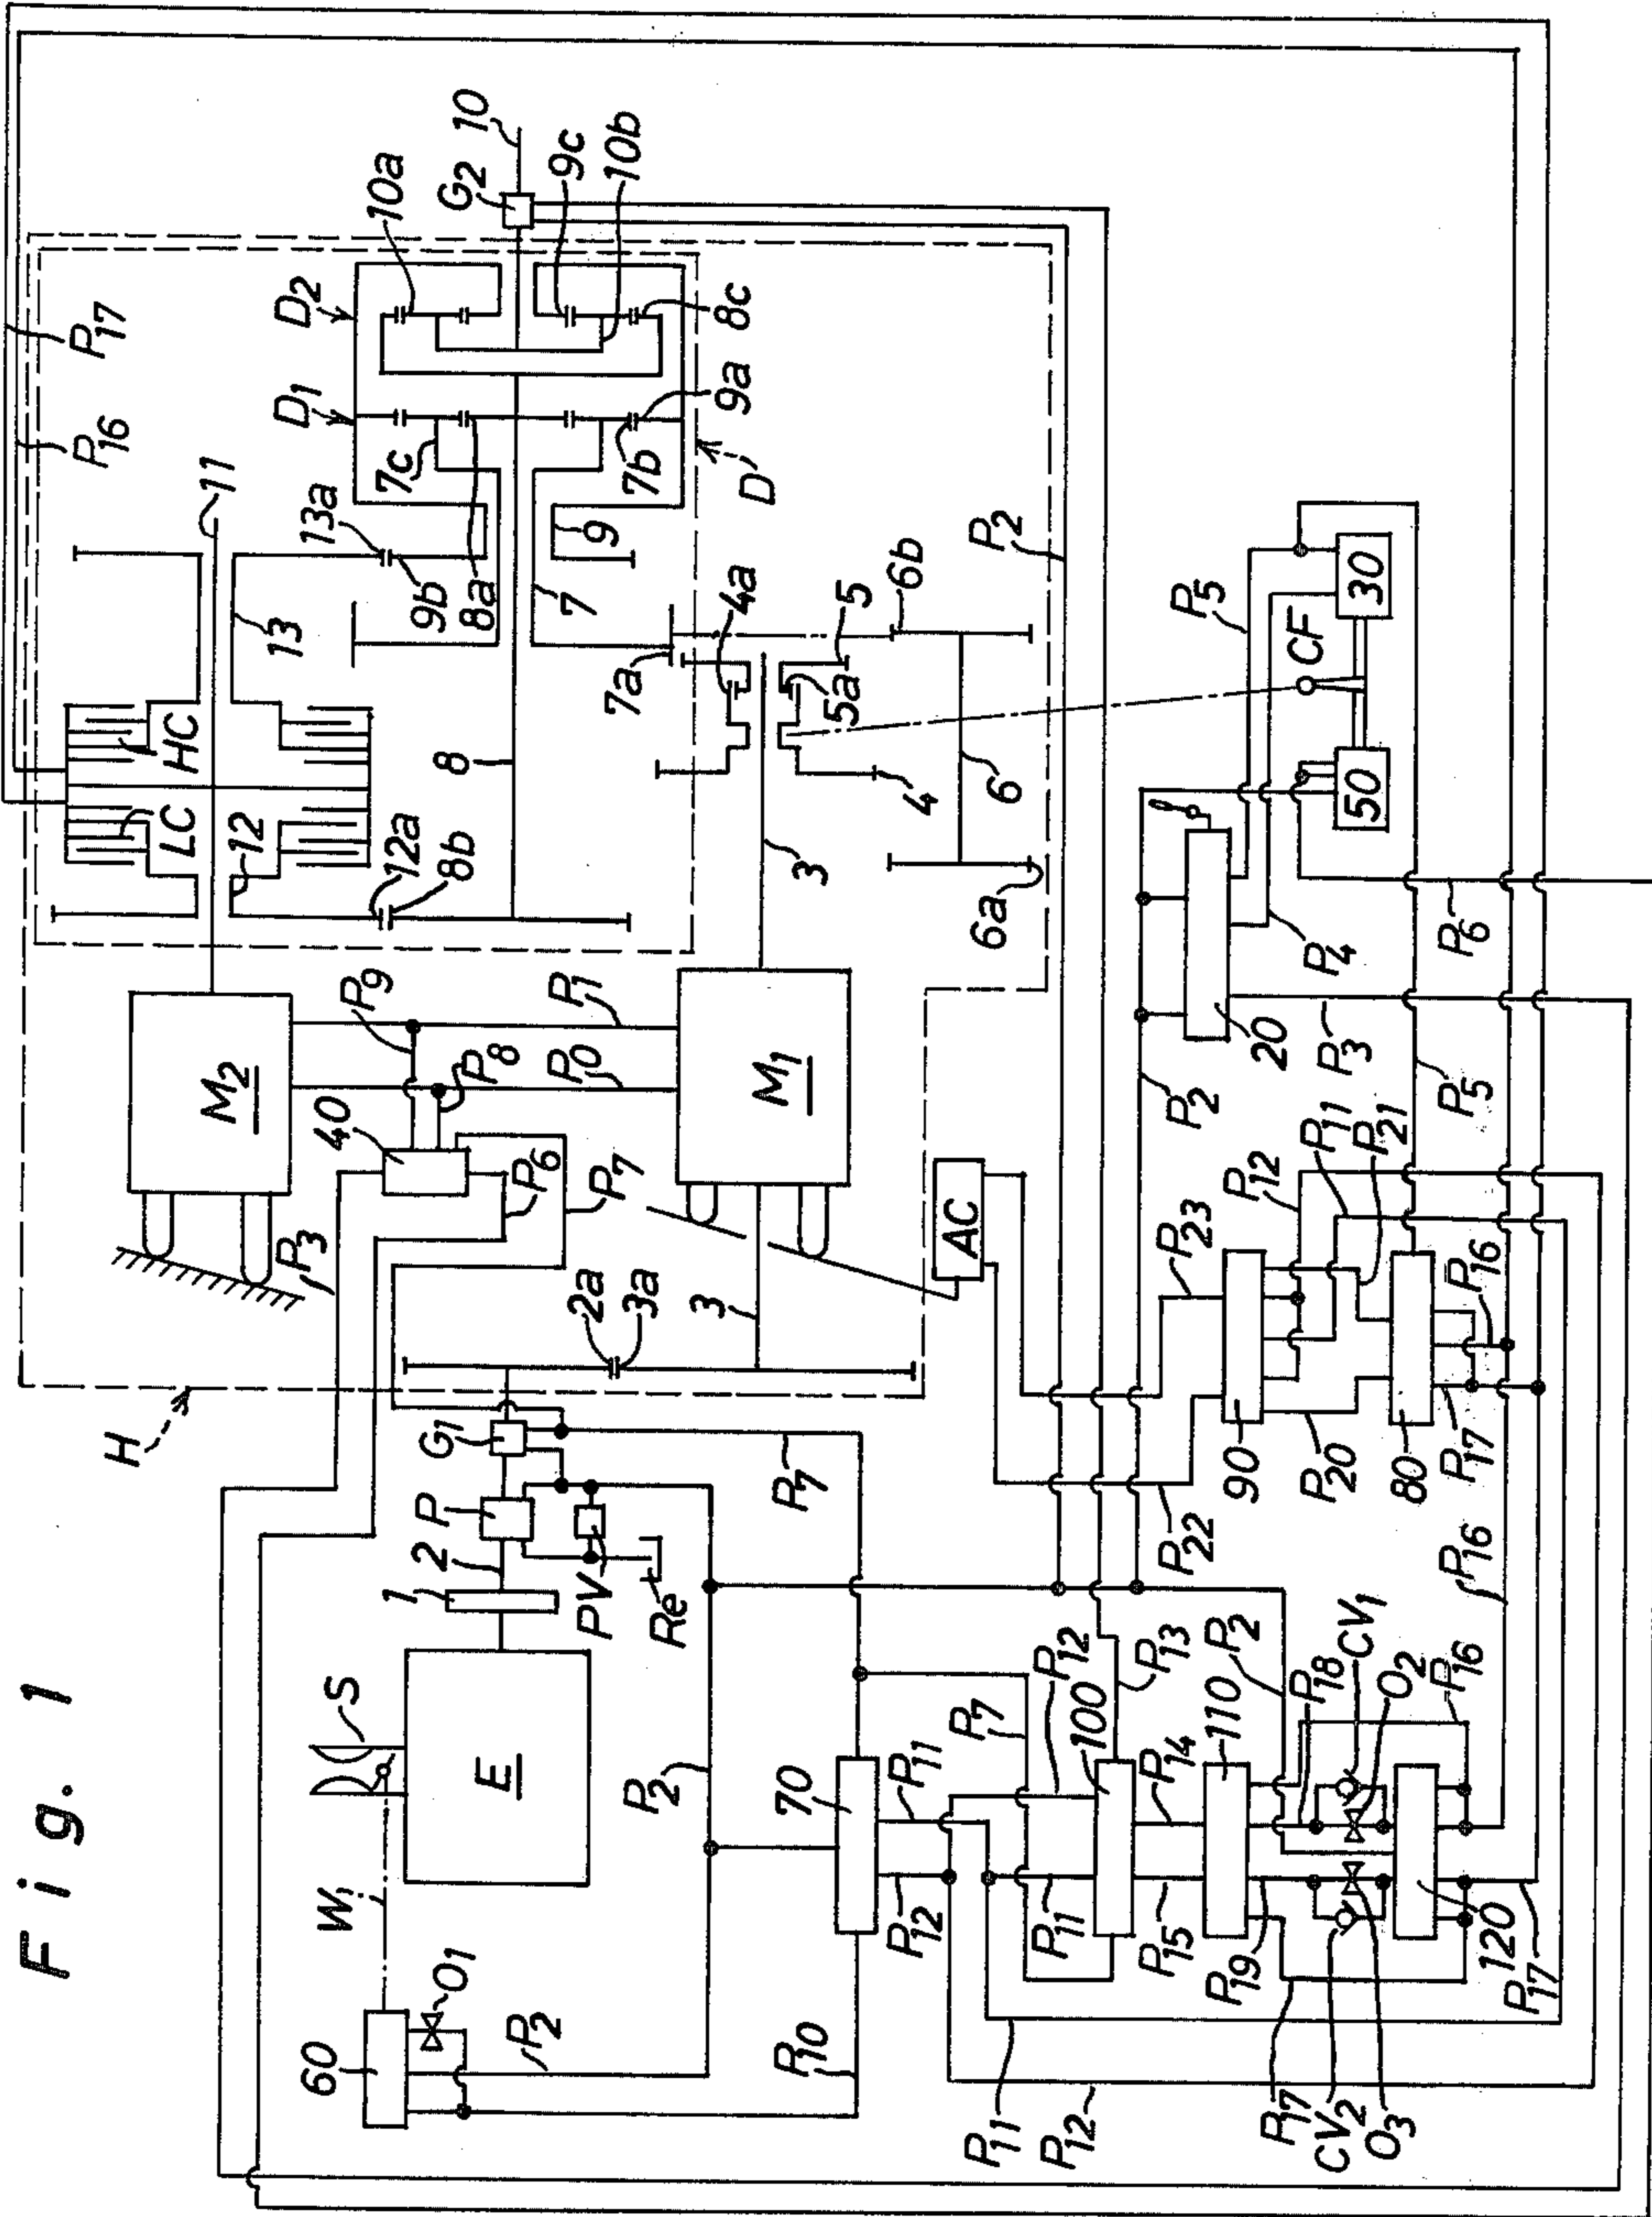 Fig. 1
H
E
S
W₁
60
O₁
P₂
P₁₀
P₂
1
2
P
G₁
PV
Re
P₇
70
P₁₁
P₁₂
P₁₁
P₁₂
P₇
P₁₂
P₁₃
100
P₁₁
P₁₄
P₁₅
110
P₂
P₁₈
CV₁
O₂
P₁₆
P₁₉
P₁₇
CV₂
O₃
120
P₁₇
P₁₆
M₂
P₃
40
P₉
P₁
P₈
P₀
P₆
P₇
M₁
2a
3a
3
AC
P₂₃
P₂₂
90
P₂₀
80
P₁₇
P₁₆
P₁₂
P₁₁
P₂₁
P₅
P₂
20
P₃
P₄
P₅
P₆
50
CF
30
P₁₇
P₁₆
11
HC
LC
12
13
13a
12a
8b
9b
8a
8
7
9
7c
7b
9a
D₁
D₂
10a
G₂
10
9c
10b
8c
D
7a
4a
5
5a
4
6b
6
6a
3
P₂